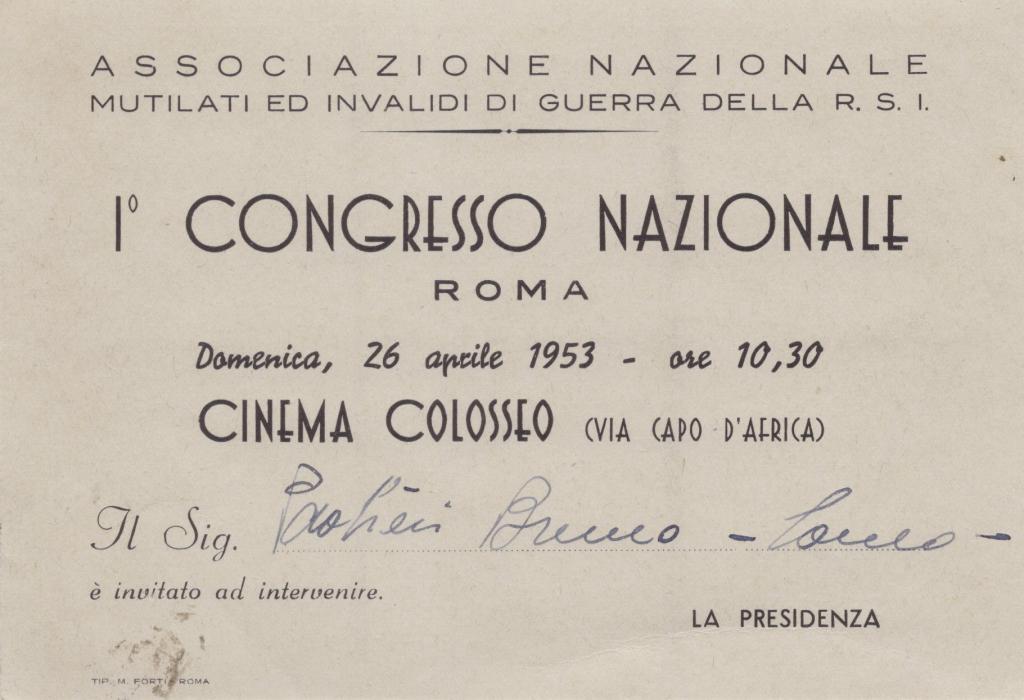 ASSOCIAZIONE NAZIONALE
MUTILATI ED INVALIDI DI GUERRA DELLA R. S. I.
I° CONGRESSO NAZIONALE
ROMA
Domenica, 26 aprile 1953 - ore 10,30
CINEMA COLOSSEO (VIA CAPO D'AFRICA)
Il Sig. Bruno
è invitato ad intervenire.
LA PRESIDENZA
TIP. M. FORTI - ROMA